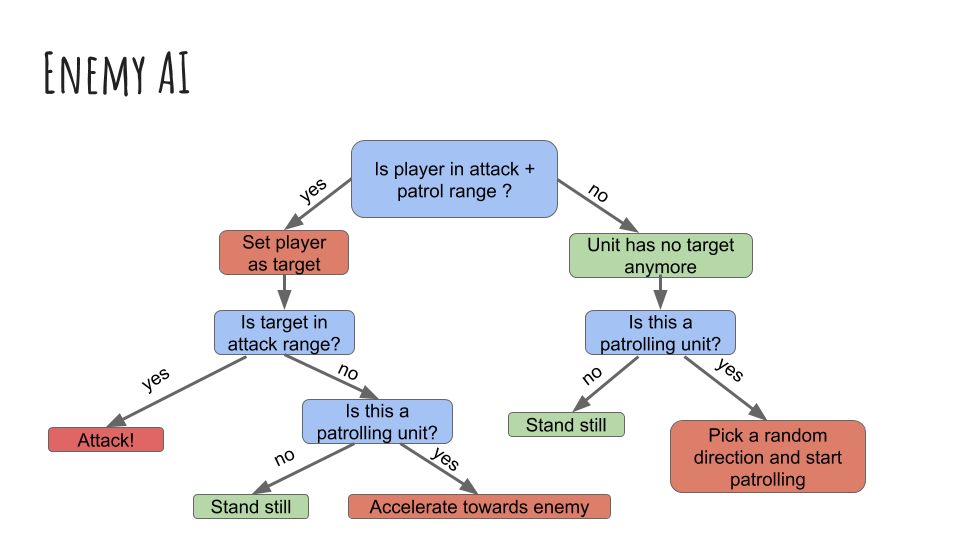 Enemy AI
Is player in attack +
patrol range ?
yes
no
Set player
as target
Unit has no target
anymore
Is target in
attack range?
Is this a
patrolling unit?
yes
no
no
yes
Attack!
Is this a
patrolling unit?
Stand still
Pick a random
direction and start
patrolling
no
yes
Stand still
Accelerate towards enemy